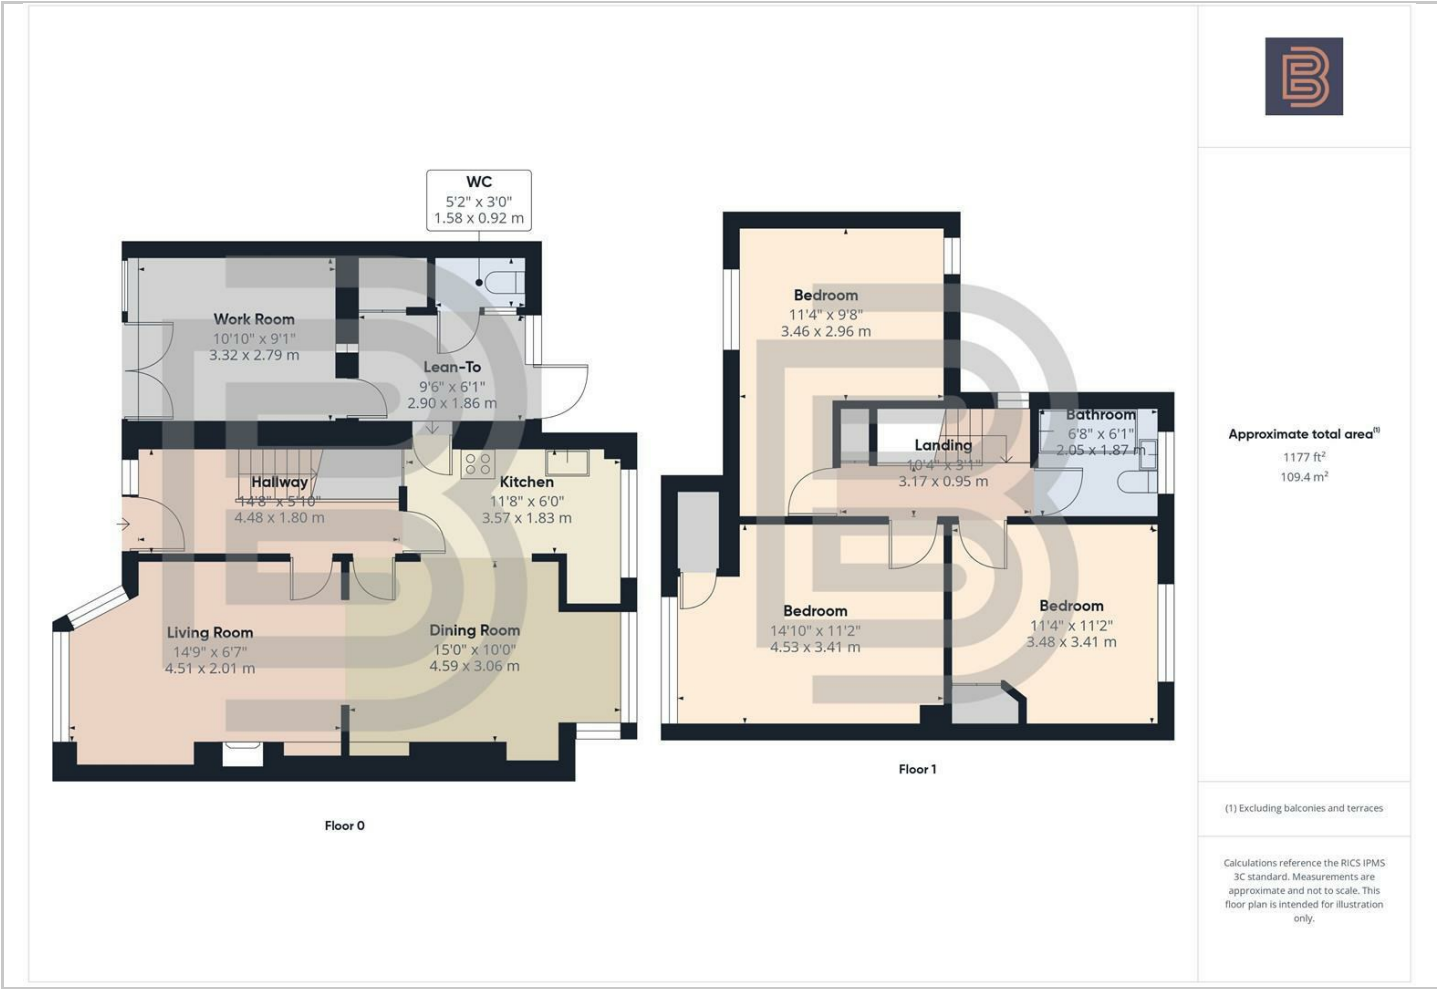 WC
5'2" x 3'0"
1.58 x 0.92 m
Work Room
10'10" x 9'1"
3.32 x 2.79 m
Lean-To
9'6" x 6'1"
2.90 x 1.86 m
Hallway
14'8" x 5'10"
4.48 x 1.80 m
Kitchen
11'8" x 6'0"
3.57 x 1.83 m
Living Room
14'9" x 6'7"
4.51 x 2.01 m
Dining Room
15'0" x 10'0"
4.59 x 3.06 m
Floor 0
Bedroom
11'4" x 9'8"
3.46 x 2.96 m
Landing
10'4" x 3'1"
3.17 x 0.95 m
Bathroom
6'8" x 6'1"
2.05 x 1.87 m
Bedroom
14'10" x 11'2"
4.53 x 3.41 m
Bedroom
11'4" x 11'2"
3.48 x 3.41 m
Floor 1
B
Approximate total area(1)
1177 ft²
109.4 m²
(1) Excluding balconies and terraces
Calculations reference the RICS IPMS
3C standard. Measurements are
approximate and not to scale. This
floor plan is intended for illustration
only.